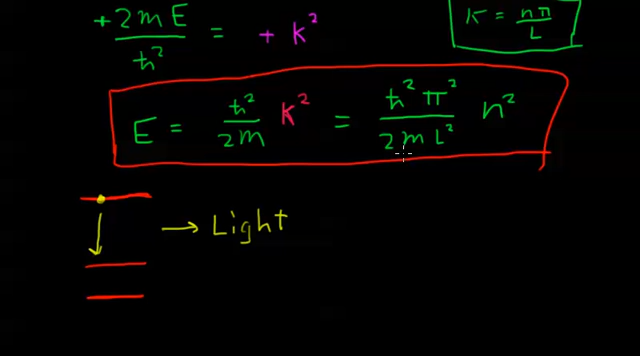 +2mE/ħ² = + k²
K = nπ/L
E = ħ²/2m k² = ħ²π²/2mL² n²
→ Light